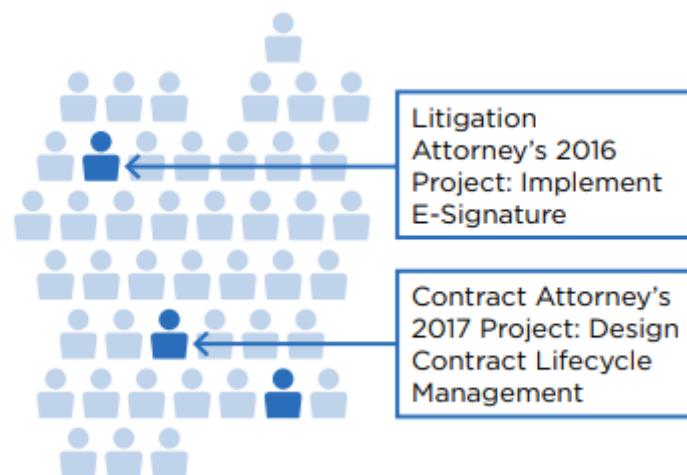 Litigation
Attorney’s 2016
Project: Implement
E-Signature
Contract Attorney’s
2017 Project: Design
Contract Lifecycle
Management